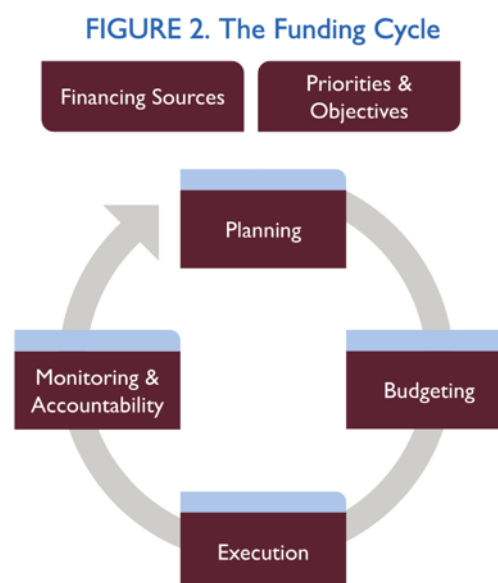 FIGURE 2. The Funding Cycle
Financing Sources
Priorities &
Objectives
Planning
Monitoring &
Accountability
Budgeting
Execution